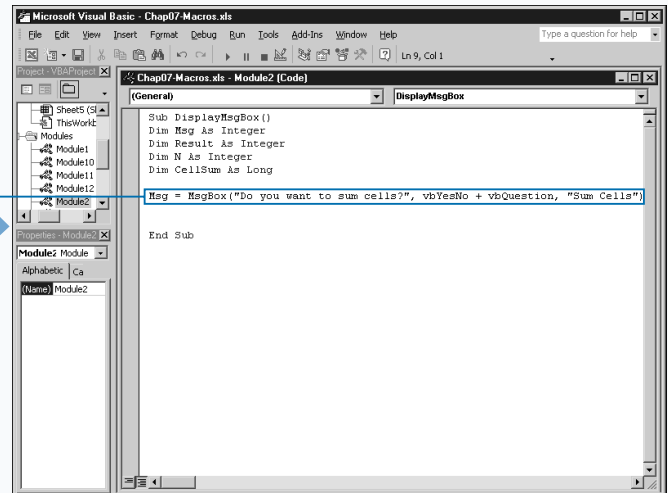 Microsoft Visual Basic - Chap07-Macros.xls
File Edit View Insert Format Debug Run Tools Add-Ins Window Help
Type a question for help
Ln 9, Col 1
Project - VBAProject
Sheet5 (Sl
ThisWorkb
Modules
Module1
Module10
Module11
Module12
Module2
Properties - Module2
Module2 Module
Alphabetic Ca
(Name) Module2
Chap07-Macros.xls - Module2 (Code)
(General) DisplayMsgBox
Sub DisplayMsgBox()
Dim Msg As Integer
Dim Result As Integer
Dim N As Integer
Dim CellSum As Long
Msg = MsgBox("Do you want to sum cells?", vbYesNo + vbQuestion, "Sum Cells")
End Sub